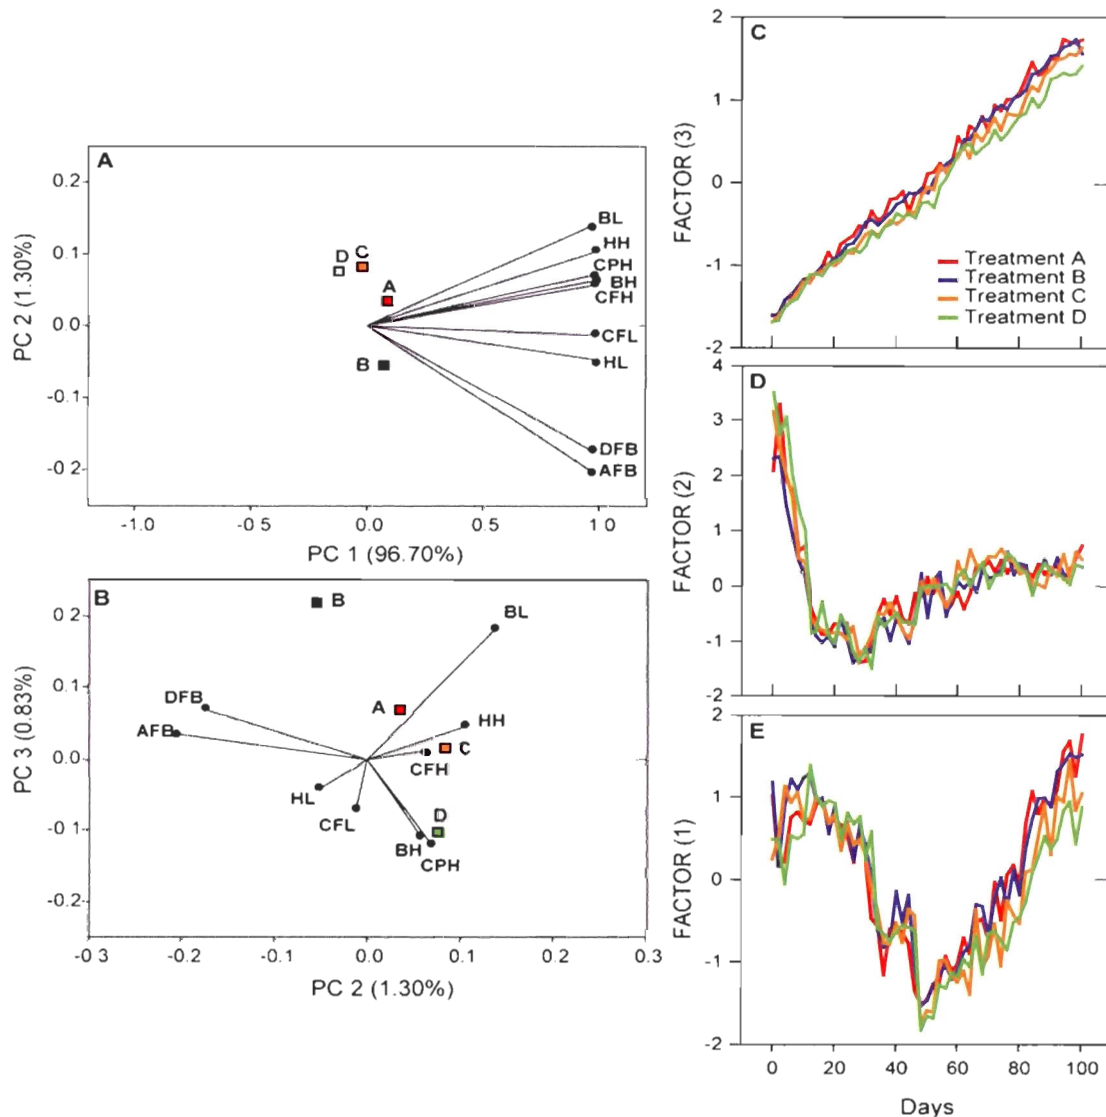 A
0.2
0.1
0.0
-0.1
-0.2
PC 2 (1.30%)
D
C
A
B
BL
HH
CPH
BH
CFH
CFL
HL
DFB
AFB
-1.0
-0.5
0.0
0.5
1 0
PC 1 (96.70%)
B
0.2
0.1
0.0
-0.1
-0.2
PC 3 (0.83%)
B
BL
DFB
AFB
A
HH
C
CFH
HL
CFL
D
BH
CPH
-0 3
-0.2
-0.1
0.0
0.1
0.2
0.3
PC 2 (1.30%)
C
2
1
0
-1
-2
FACTOR (3)
Treatment A
Treatment B
Treatment C
Treatment D
D
4
3
2
1
0
-1
-2
FACTOR (2)
E
2
1
0
-1
-2
FACTOR (1)
0
20
40
60
80
100
Days